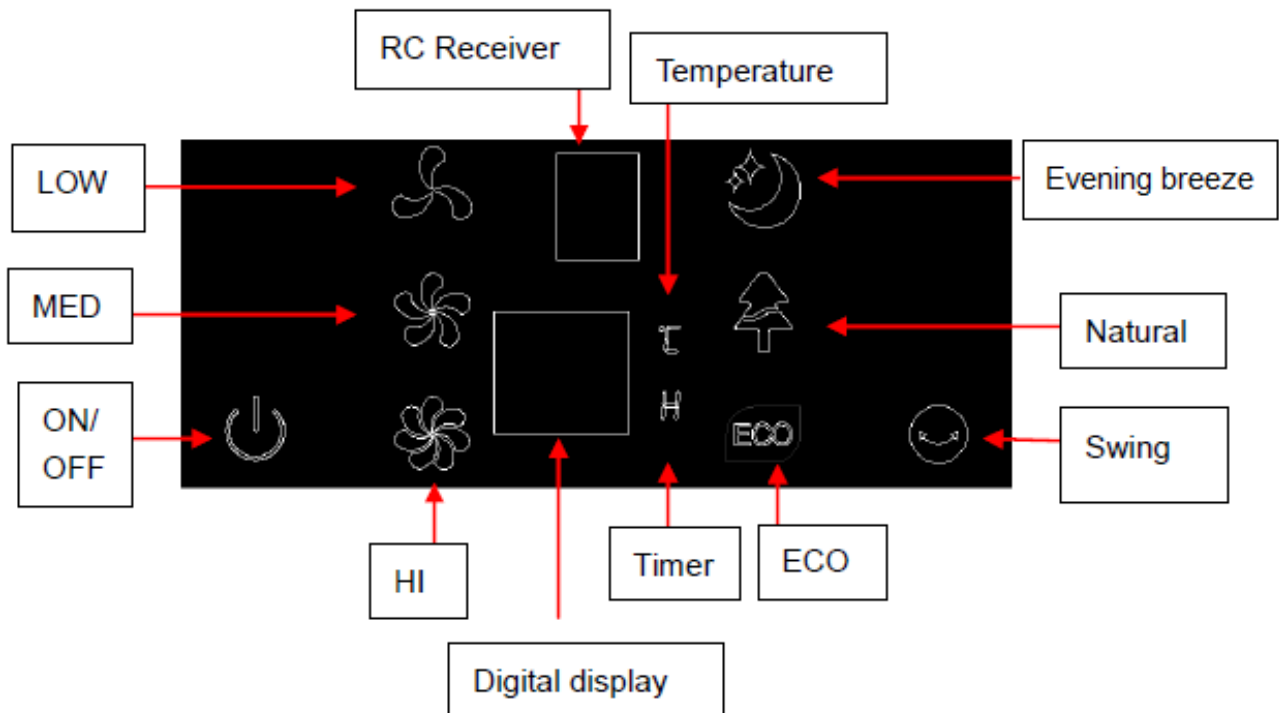 RC Receiver
Temperature
LOW
Evening breeze
MED
Natural
℃
H
ON/
OFF
ECO
Swing
HI
Timer
ECO
Digital display